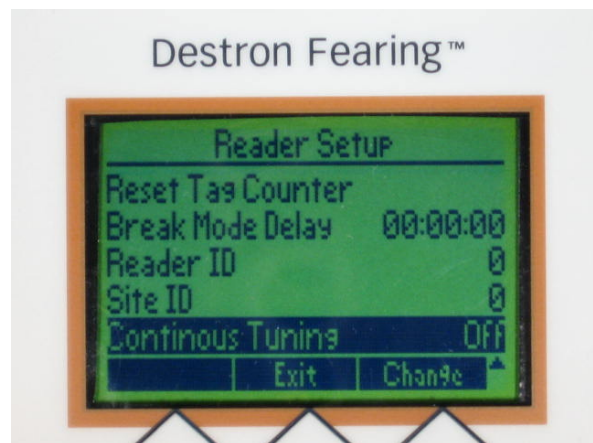 Destron Fearing™
Reader Setup
Reset Tag Counter
Break Mode Delay 00:00:00
Reader ID 0
Site ID 0
Continous Tuning Off
Exit Change